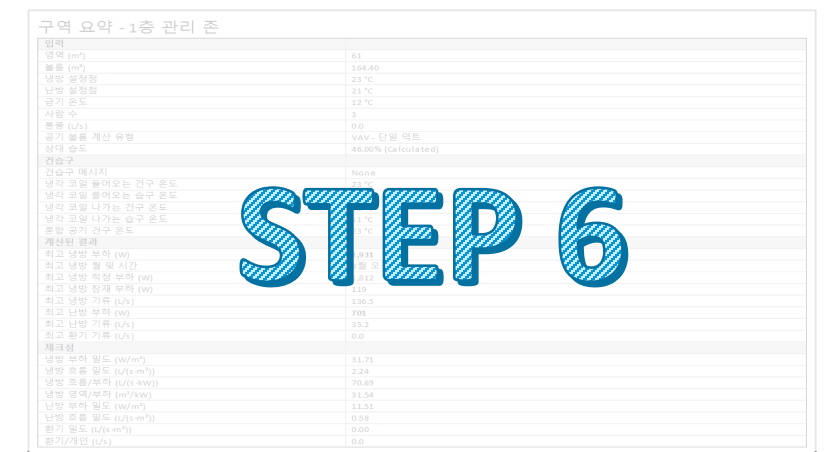 구역 요약 - 1층 관리 존
입력
영역 (m²) 61
볼륨 (m³) 164.40
냉방 설정점 23 °C
난방 설정점 21 °C
급기 온도 12 °C
사람 수 3
통풍 (L/s) 0.0
공기 볼륨 계산 유형 VAV - 단일 덕트
상대 습도 46.00% (Calculated)
건습구
건습구 메시지 None
냉각 코일 들어오는 건구 온도 23 °C
냉각 코일 들어오는 습구 온도
냉각 코일 나가는 건구 온도
냉각 코일 나가는 습구 온도 11 °C
혼합 공기 건구 온도 23 °C
계산된 결과
최고 냉방 부하 (W) 1,931
최고 냉방 월 및 시간 월 오
최고 냉방 적정 부하 (W) 1,812
최고 냉방 잠재 부하 (W) 119
최고 냉방 기류 (L/s) 136.5
최고 난방 부하 (W) 701
최고 난방 기류 (L/s) 35.2
최고 환기 기류 (L/s) 0.0
체크섬
냉방 부하 밀도 (W/m²) 31.71
냉방 흐름 밀도 (L/(s·m²)) 2.24
냉방 흐름/부하 (L/(s·kW)) 70.69
냉방 영역/부하 (m²/kW) 31.54
난방 부하 밀도 (W/m²) 11.51
난방 흐름 밀도 (L/(s·m²)) 0.58
환기 밀도 (L/(s·m²)) 0.00
환기/개인 (L/s) 0.0
STEP 6